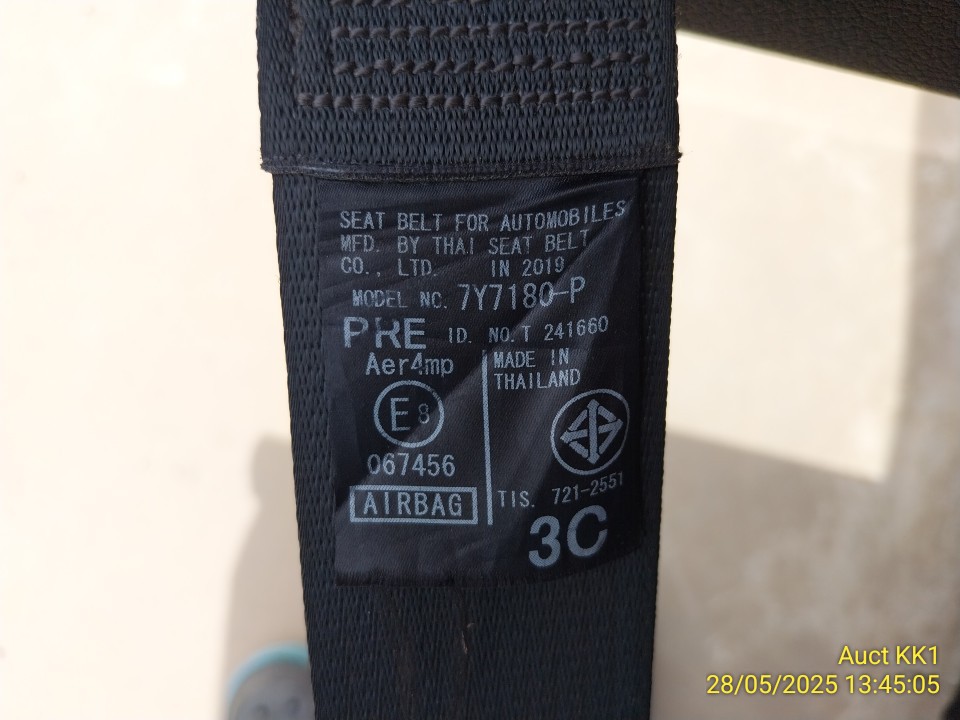 SEAT BELT FOR AUTOMOBILES
MFD. BY THAI SEAT BELT
CO., LTD. IN 2019
MODEL NO. 7Y7180-P
PRE ID. NO.T 241660
Aer4mp
MADE IN
THAILAND
E8
067456
AIRBAG
TIS. 721-2551
3C
Auct KK1
28/05/2025 13:45:05